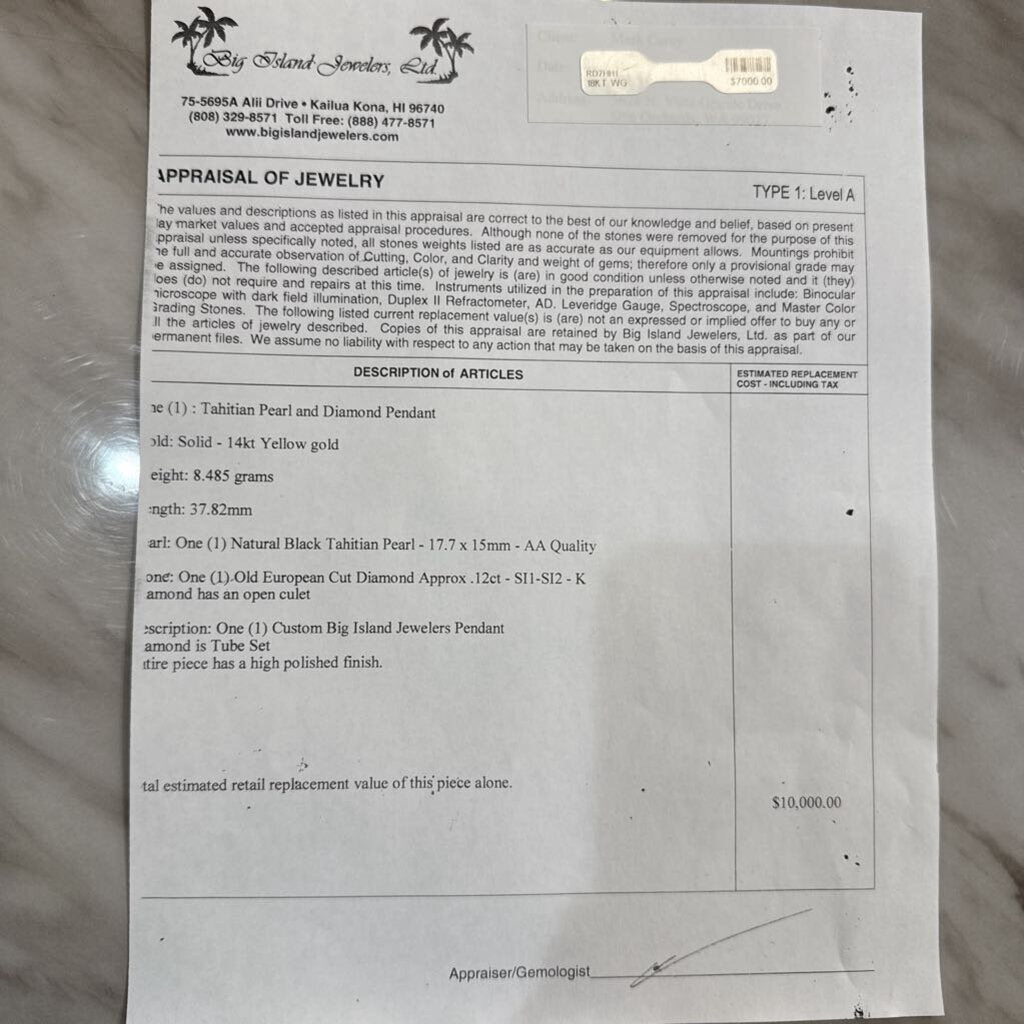 Big Island Jewelers, Ltd.
75-5695A Alii Drive • Kailua Kona, HI 96740
(808) 329-8571 Toll Free: (888) 477-8571
www.bigislandjewelers.com
RD7HHI
18KT WG
$7000.00
APPRAISAL OF JEWELRY
TYPE 1: Level A
he values and descriptions as listed in this appraisal are correct to the best of our knowledge and belief, based on present
ay market values and accepted appraisal procedures. Although none of the stones were removed for the purpose of this
ppraisal unless specifically noted, all stones weights listed are as accurate as our equipment allows. Mountings prohibit
he full and accurate observation of Cutting, Color, and Clarity and weight of gems; therefore only a provisional grade may
e assigned. The following described article(s) of jewelry is (are) in good condition unless otherwise noted and it (they)
oes (do) not require and repairs at this time. Instruments utilized in the preparation of this appraisal include: Binocular
icroscope with dark field illumination, Duplex II Refractometer, AD. Leveridge Gauge, Spectroscope, and Master Color
rading Stones. The following listed current replacement value(s) is (are) not an expressed or implied offer to buy any or
ll the articles of jewelry described. Copies of this appraisal are retained by Big Island Jewelers, Ltd. as part of our
ermanent files. We assume no liability with respect to any action that may be taken on the basis of this appraisal.
DESCRIPTION of ARTICLES
ESTIMATED REPLACEMENT
COST - INCLUDING TAX
ne (1) : Tahitian Pearl and Diamond Pendant
old: Solid - 14kt Yellow gold
eight: 8.485 grams
ength: 37.82mm
earl: One (1) Natural Black Tahitian Pearl - 17.7 x 15mm - AA Quality
one: One (1) Old European Cut Diamond Approx .12ct - SI1-SI2 - K
amond has an open culet
escription: One (1) Custom Big Island Jewelers Pendant
amond is Tube Set
tire piece has a high polished finish.
tal estimated retail replacement value of this piece alone.
$10,000.00
Appraiser/Gemologist